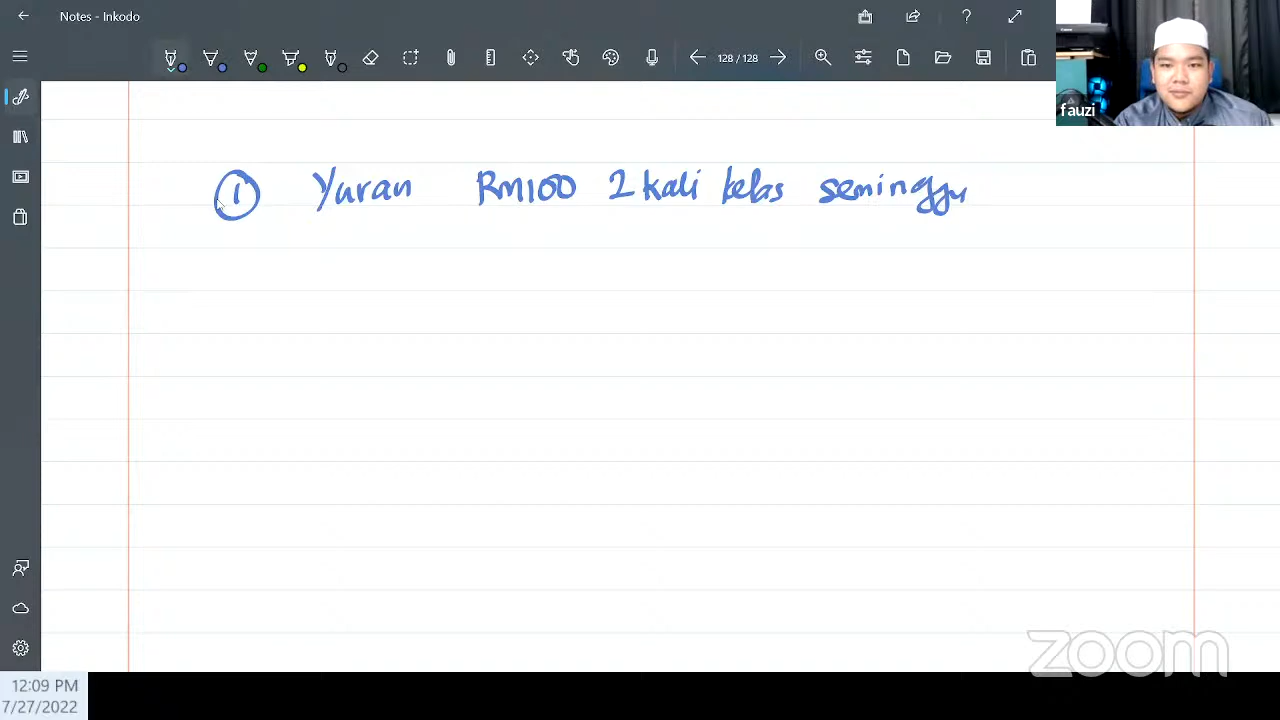 Notes - Inkodo
128 / 128
fauzi
① Yuran RM100 2 kali kelas seminggu
zoom
12:09 PM
7/27/2022